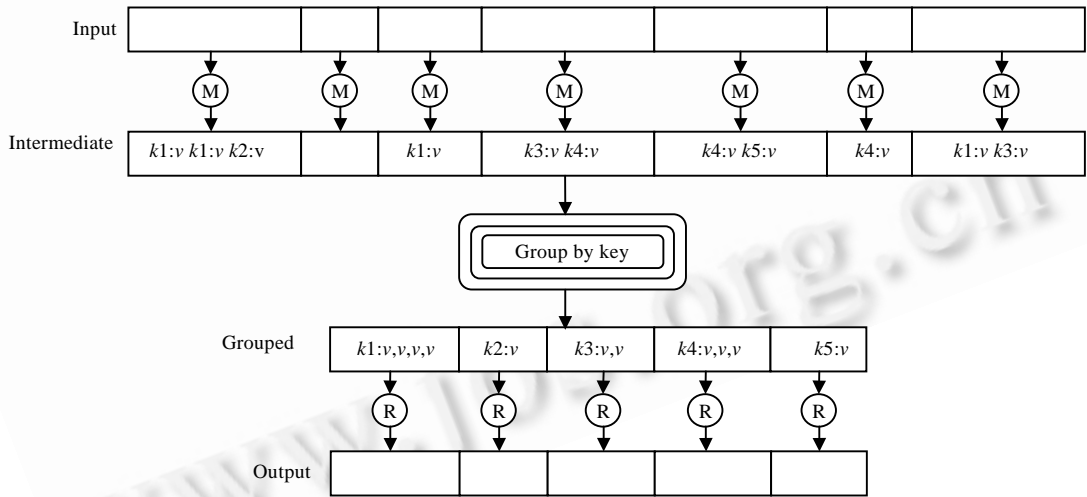 Input
M M M M M M M
Intermediate
k1:v k1:v k2:v k1:v k3:v k4:v k4:v k5:v k4:v k1:v k3:v
Group by key
Grouped
k1:v,v,v,v k2:v k3:v,v k4:v,v,v k5:v
R R R R R
Output
www.jos.org.cn